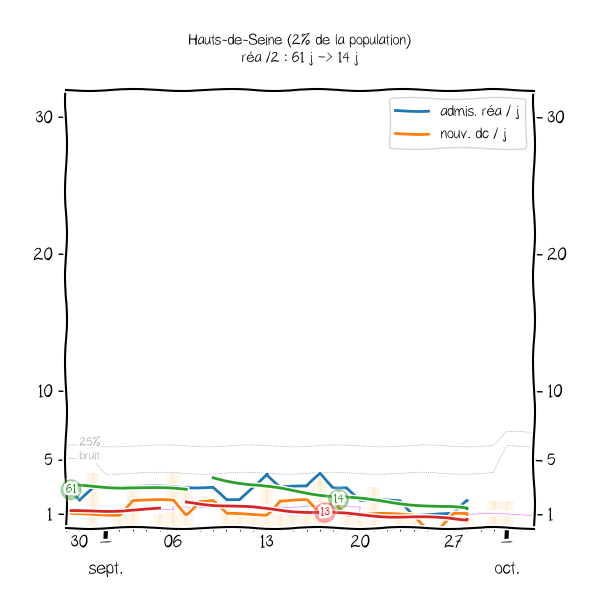 Hauts-de-Seine (2% de la population)
réa /2 : 61 j -> 14 j
admis. réa / j
nouv. dc / j
30
30
20
20
10
10
25%
bruit
5
5
61
14
13
1
1
30
06
13
20
27
sept.
oct.